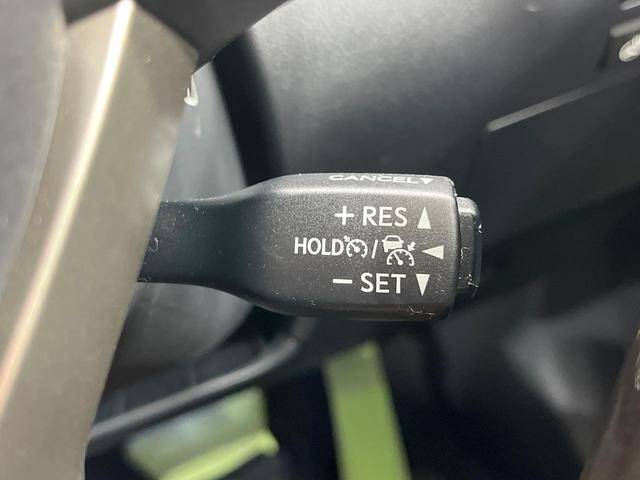 CANCEL▼
+ RES ▲
HOLD / ◀
− SET ▼